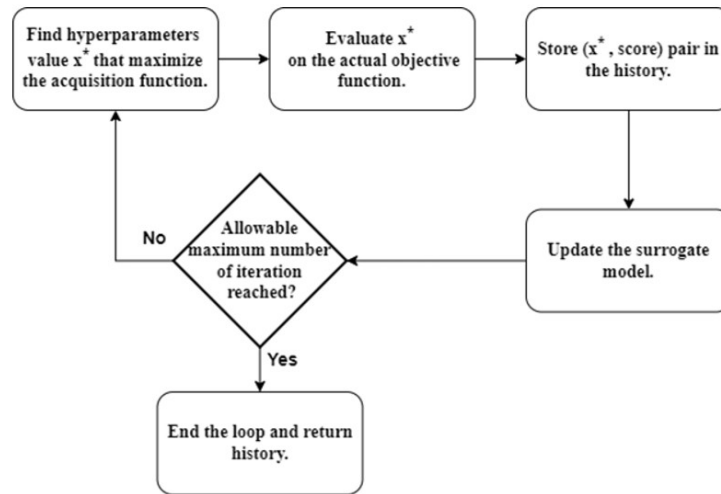 Find hyperparameters
value x* that maximize
the acquisition function.
Evaluate x*
on the actual objective
function.
Store (x* , score) pair in
the history.
Update the surrogate
model.
Allowable
maximum number
of iteration
reached?
No
Yes
End the loop and return
history.